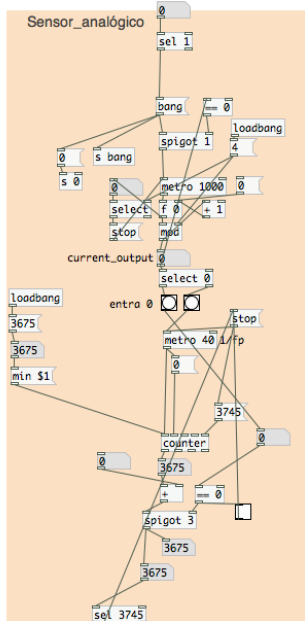 0
Sensor_analógico
sel 1
bang
== 0
loadbang
spigot 1
4
0
s bang
s 0
0
metro 1000
0
select
f 0
+ 1
stop
mod
current_output
0
select 0
loadbang
entra 0
3675
stop
3675
metro 40 1/fp
min $1
0
3745
counter
0
0
3675
+
== 0
spigot 3
3675
3675
sel 3745